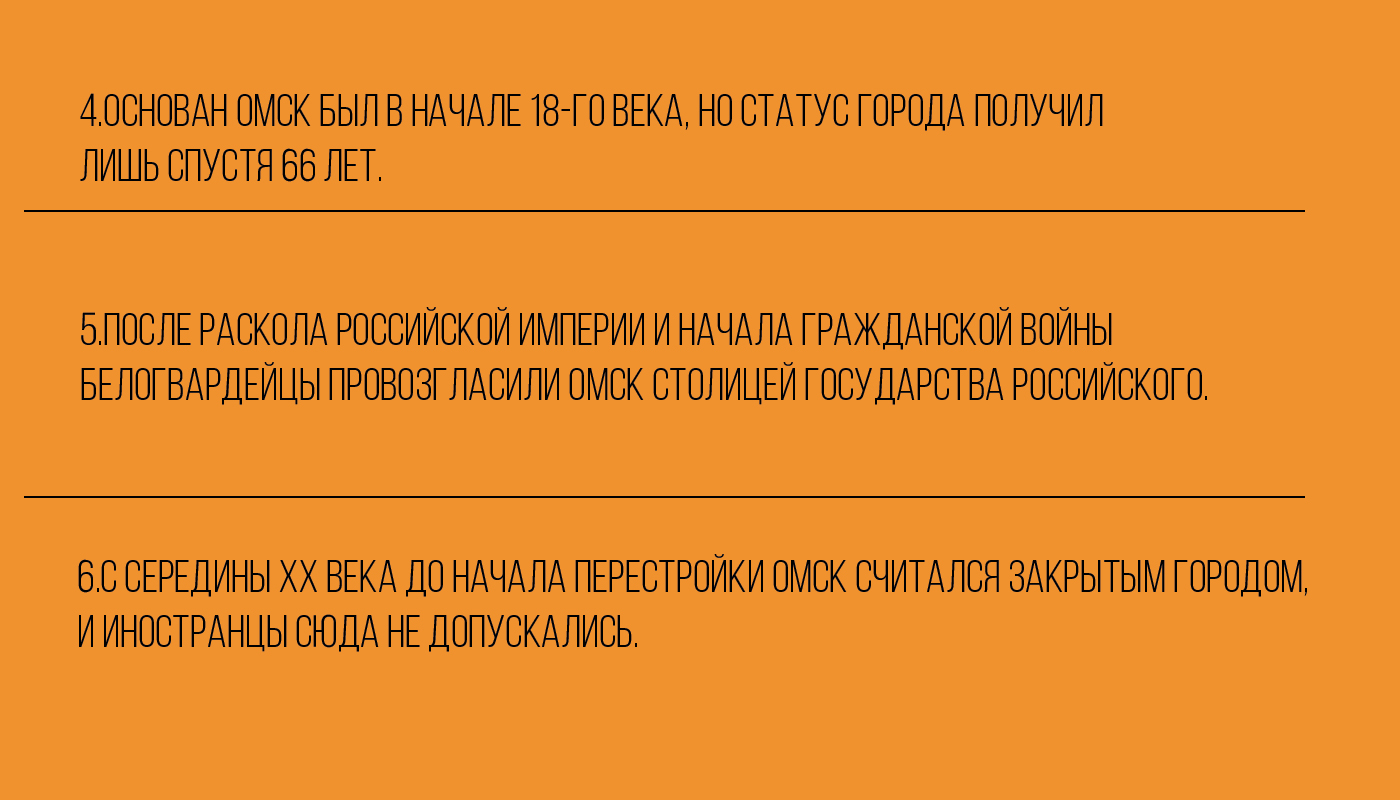 4.ОСНОВАН ОМСК БЫЛ В НАЧАЛЕ 18-ГО ВЕКА, НО СТАТУС ГОРОДА ПОЛУЧИЛ
ЛИШЬ СПУСТЯ 66 ЛЕТ.
5.ПОСЛЕ РАСКОЛА РОССИЙСКОЙ ИМПЕРИИ И НАЧАЛА ГРАЖДАНСКОЙ ВОЙНЫ
БЕЛОГВАРДЕЙЦЫ ПРОВОЗГЛАСИЛИ ОМСК СТОЛИЦЕЙ ГОСУДАРСТВА РОССИЙСКОГО.
6.С СЕРЕДИНЫ XX ВЕКА ДО НАЧАЛА ПЕРЕСТРОЙКИ ОМСК СЧИТАЛСЯ ЗАКРЫТЫМ ГОРОДОМ,
И ИНОСТРАНЦЫ СЮДА НЕ ДОПУСКАЛИСЬ.